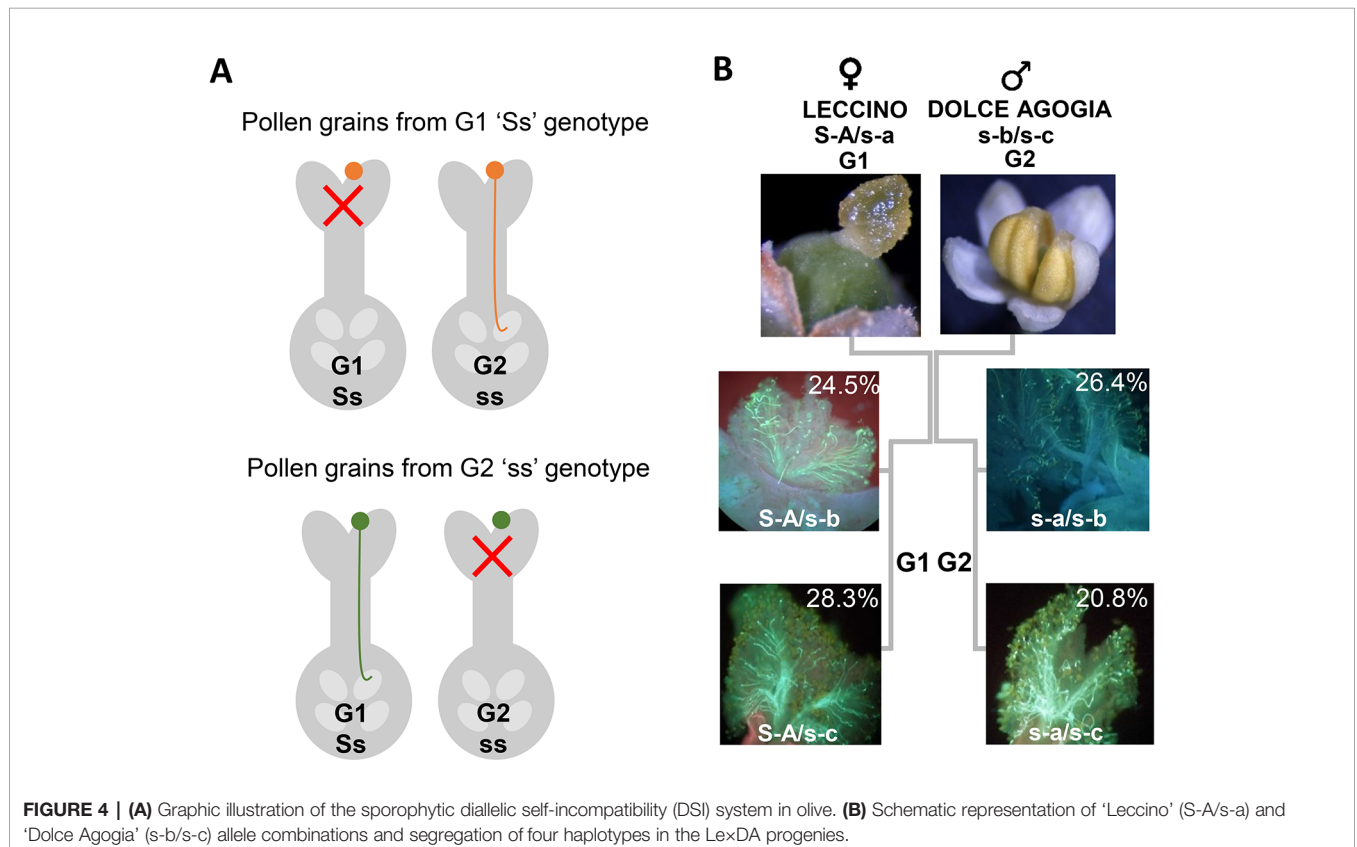 A
Pollen grains from G1 ‘Ss’ genotype
G1
Ss
G2
ss
Pollen grains from G2 ‘ss’ genotype
G1
Ss
G2
ss
B
♀
♂
LECCINO
S-A/s-a
G1
DOLCE AGOGIA
s-b/s-c
G2
24.5%
S-A/s-b
26.4%
s-a/s-b
G1 G2
28.3%
S-A/s-c
20.8%
s-a/s-c
FIGURE 4 | (A) Graphic illustration of the sporophytic diallelic self-incompatibility (DSI) system in olive. (B) Schematic representation of ‘Leccino’ (S-A/s-a) and
‘Dolce Agogia’ (s-b/s-c) allele combinations and segregation of four haplotypes in the Le×DA progenies.